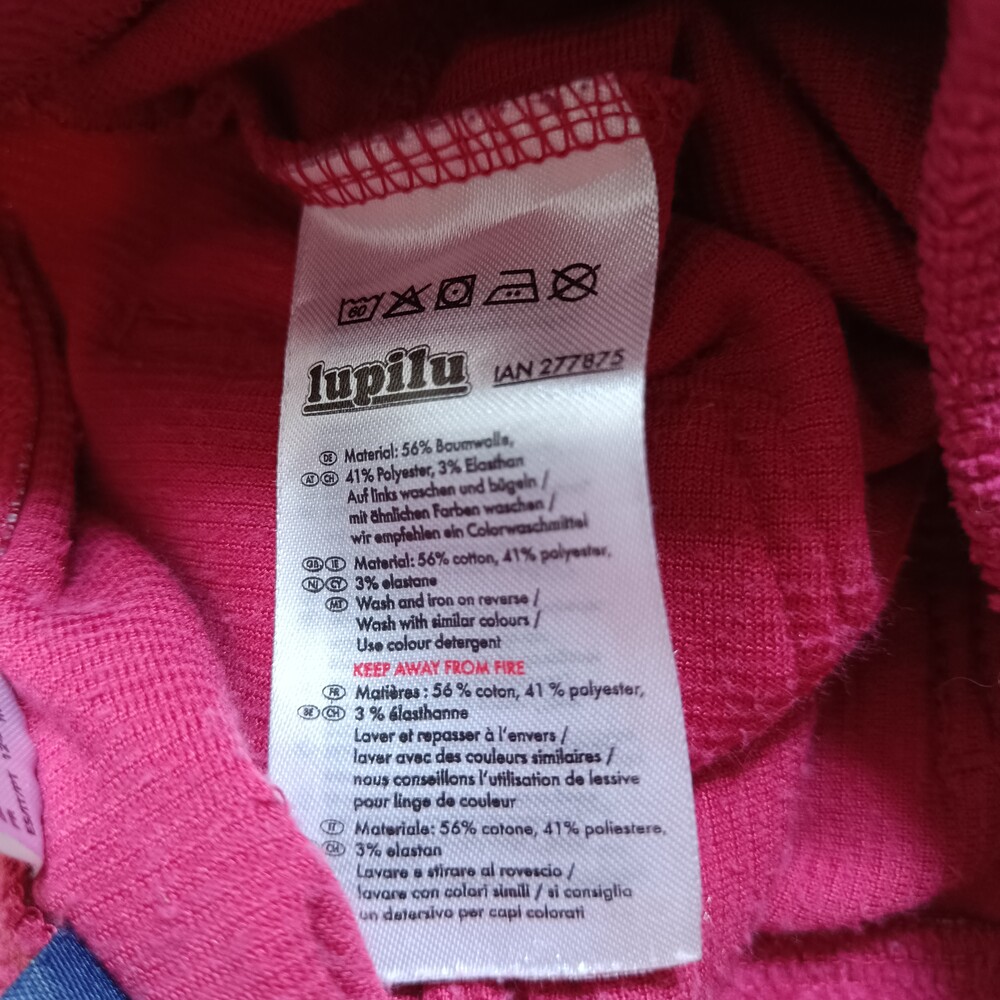 60
lupilu IAN 277875
DE Material: 56% Baumwolle,
AT CH 41% Polyester, 3% Elasthan
Auf links waschen und bügeln /
mit ähnlichen Farben waschen /
wir empfehlen ein Colorwaschmittel
GB IE Material: 56% cotton, 41% polyester,
NI CY 3% elastane
MT Wash and iron on reverse /
Wash with similar colours /
Use colour detergent
KEEP AWAY FROM FIRE
FR Matières : 56 % coton, 41 % polyester,
BE CH 3 % élasthanne
Laver et repasser à l'envers /
laver avec des couleurs similaires /
nous conseillons l'utilisation de lessive
pour linge de couleur
IT Materiale: 56% cotone, 41% poliestere,
CH 3% elastan
Lavare e stirare al rovescio /
lavare con colori simili / si consiglia
un detersivo per capi colorati